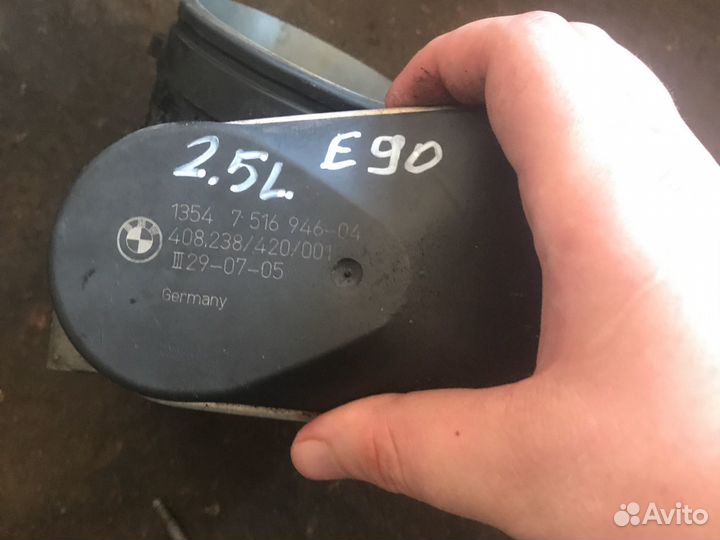 2.5L. E90
1354 7 516 946-04
408.238/420/001
III 29-07-05
Germany
Avito